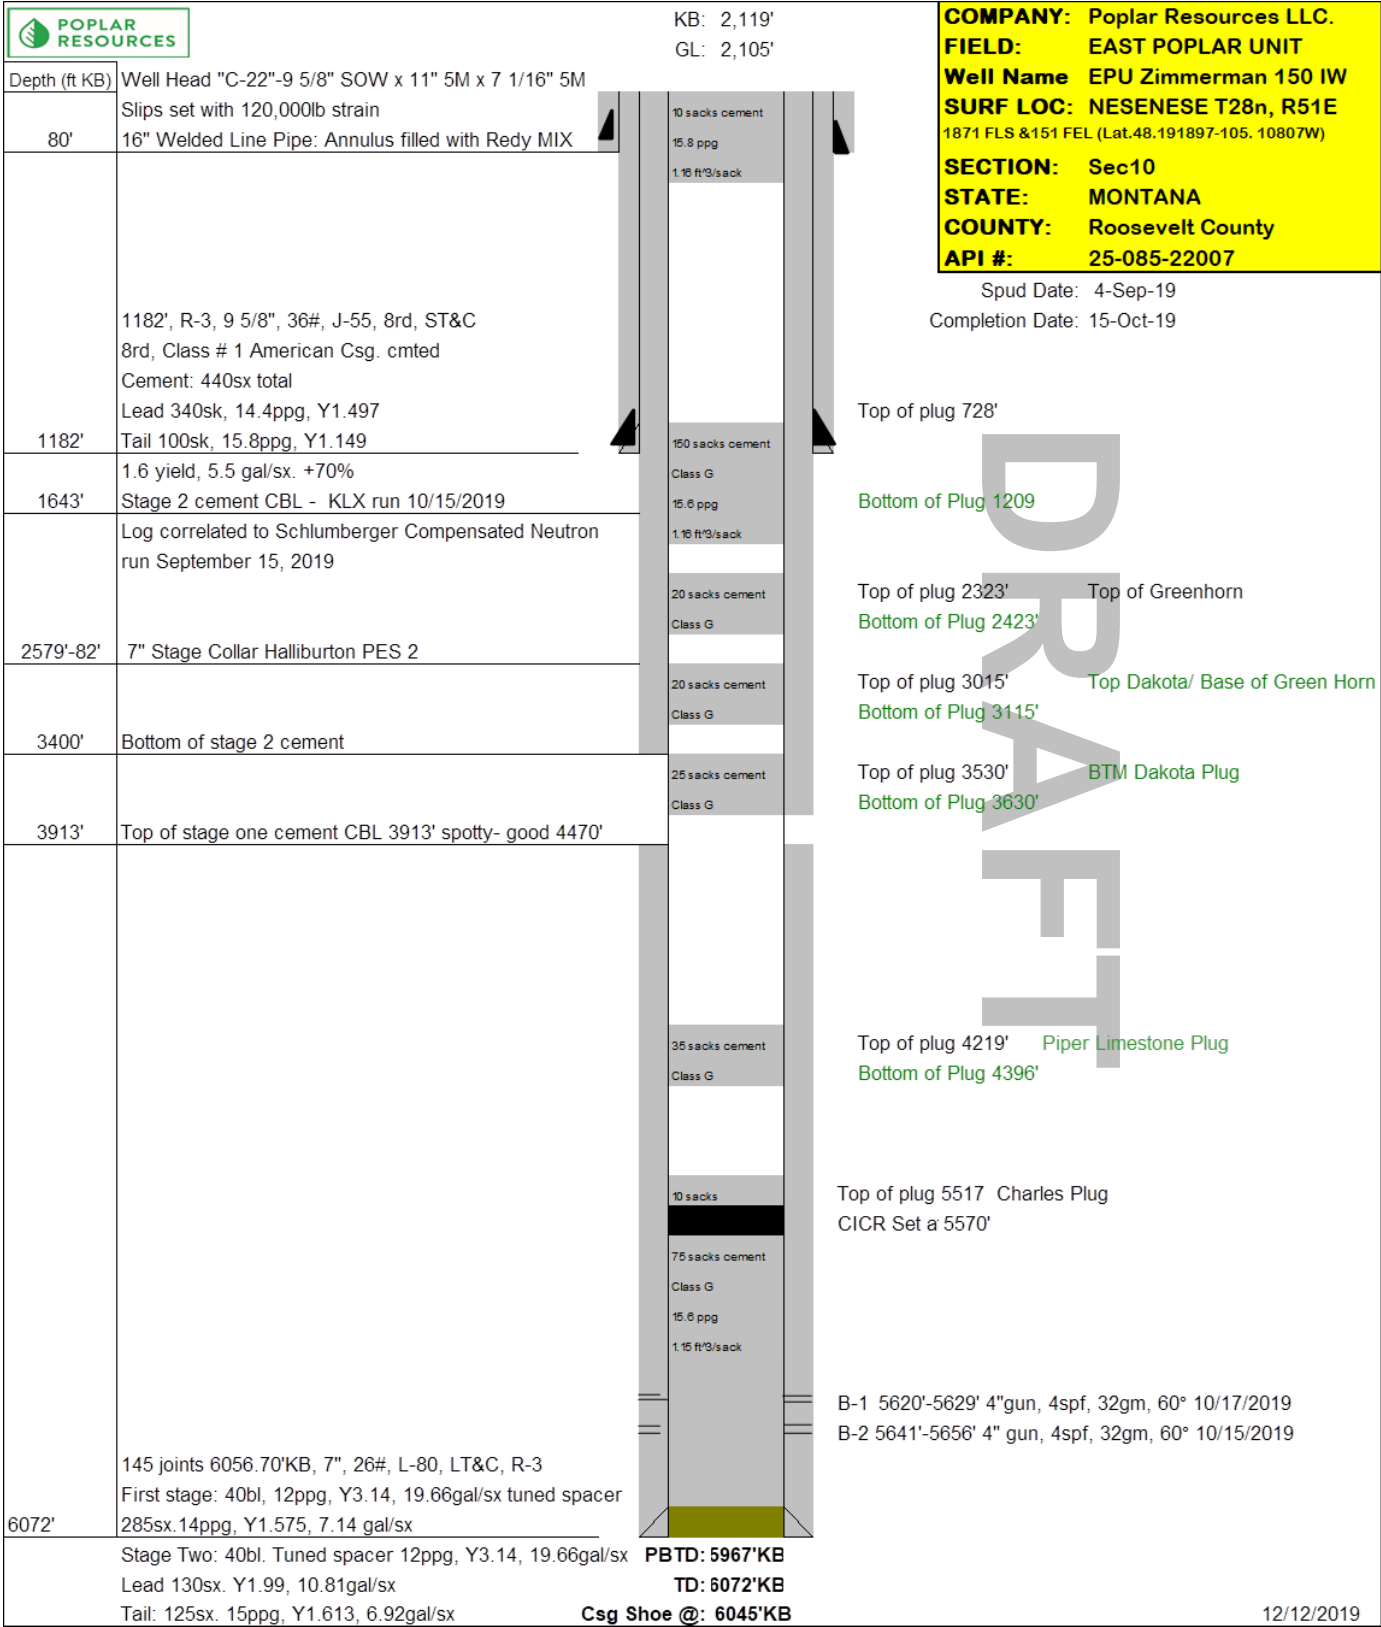 POPLAR
RESOURCES
KB: 2,119'
GL: 2,105'
COMPANY: Poplar Resources LLC.
FIELD: EAST POPLAR UNIT
Well Name EPU Zimmerman 150 IW
SURF LOC: NESENESE T28n, R51E
1871 FLS &151 FEL (Lat.48.191897-105. 10807W)
SECTION: Sec10
STATE: MONTANA
COUNTY: Roosevelt County
API #: 25-085-22007
Spud Date: 4-Sep-19
Completion Date: 15-Oct-19
Depth (ft KB) Well Head "C-22"-9 5/8" SOW x 11" 5M x 7 1/16" 5M
Slips set with 120,000lb strain
80' 16" Welded Line Pipe: Annulus filled with Redy MIX
10 sacks cement
15.8 ppg
1.16 ft^3/sack
1182', R-3, 9 5/8", 36#, J-55, 8rd, ST&C
8rd, Class # 1 American Csg. cmted
Cement: 440sx total
Lead 340sk, 14.4ppg, Y1.497
1182' Tail 100sk, 15.8ppg, Y1.149
1.6 yield, 5.5 gal/sx. +70%
1643' Stage 2 cement CBL - KLX run 10/15/2019
Log correlated to Schlumberger Compensated Neutron
run September 15, 2019
150 sacks cement
Class G
15.6 ppg
1.16 ft^3/sack
Top of plug 728'
Bottom of Plug 1209
20 sacks cement
Class G
Top of plug 2323' Top of Greenhorn
Bottom of Plug 2423'
2579'-82' 7" Stage Collar Halliburton PES 2
20 sacks cement
Class G
Top of plug 3015' Top Dakota/ Base of Green Horn
Bottom of Plug 3115'
3400' Bottom of stage 2 cement
25 sacks cement
Class G
Top of plug 3530' BTM Dakota Plug
Bottom of Plug 3630'
3913' Top of stage one cement CBL 3913' spotty- good 4470'
35 sacks cement
Class G
Top of plug 4219' Piper Limestone Plug
Bottom of Plug 4396'
DRAFT
10 sacks
Top of plug 5517 Charles Plug
CICR Set a 5570'
75 sacks cement
Class G
15.6 ppg
1.15 ft^3/sack
B-1 5620'-5629' 4"gun, 4spf, 32gm, 60° 10/17/2019
B-2 5641'-5656' 4" gun, 4spf, 32gm, 60° 10/15/2019
145 joints 6056.70'KB, 7", 26#, L-80, LT&C, R-3
First stage: 40bl, 12ppg, Y3.14, 19.66gal/sx tuned spacer
6072' 285sx.14ppg, Y1.575, 7.14 gal/sx
Stage Two: 40bl. Tuned spacer 12ppg, Y3.14, 19.66gal/sx PBTD: 5967'KB
Lead 130sx. Y1.99, 10.81gal/sx TD: 6072'KB
Tail: 125sx. 15ppg, Y1.613, 6.92gal/sx Csg Shoe @: 6045'KB
12/12/2019